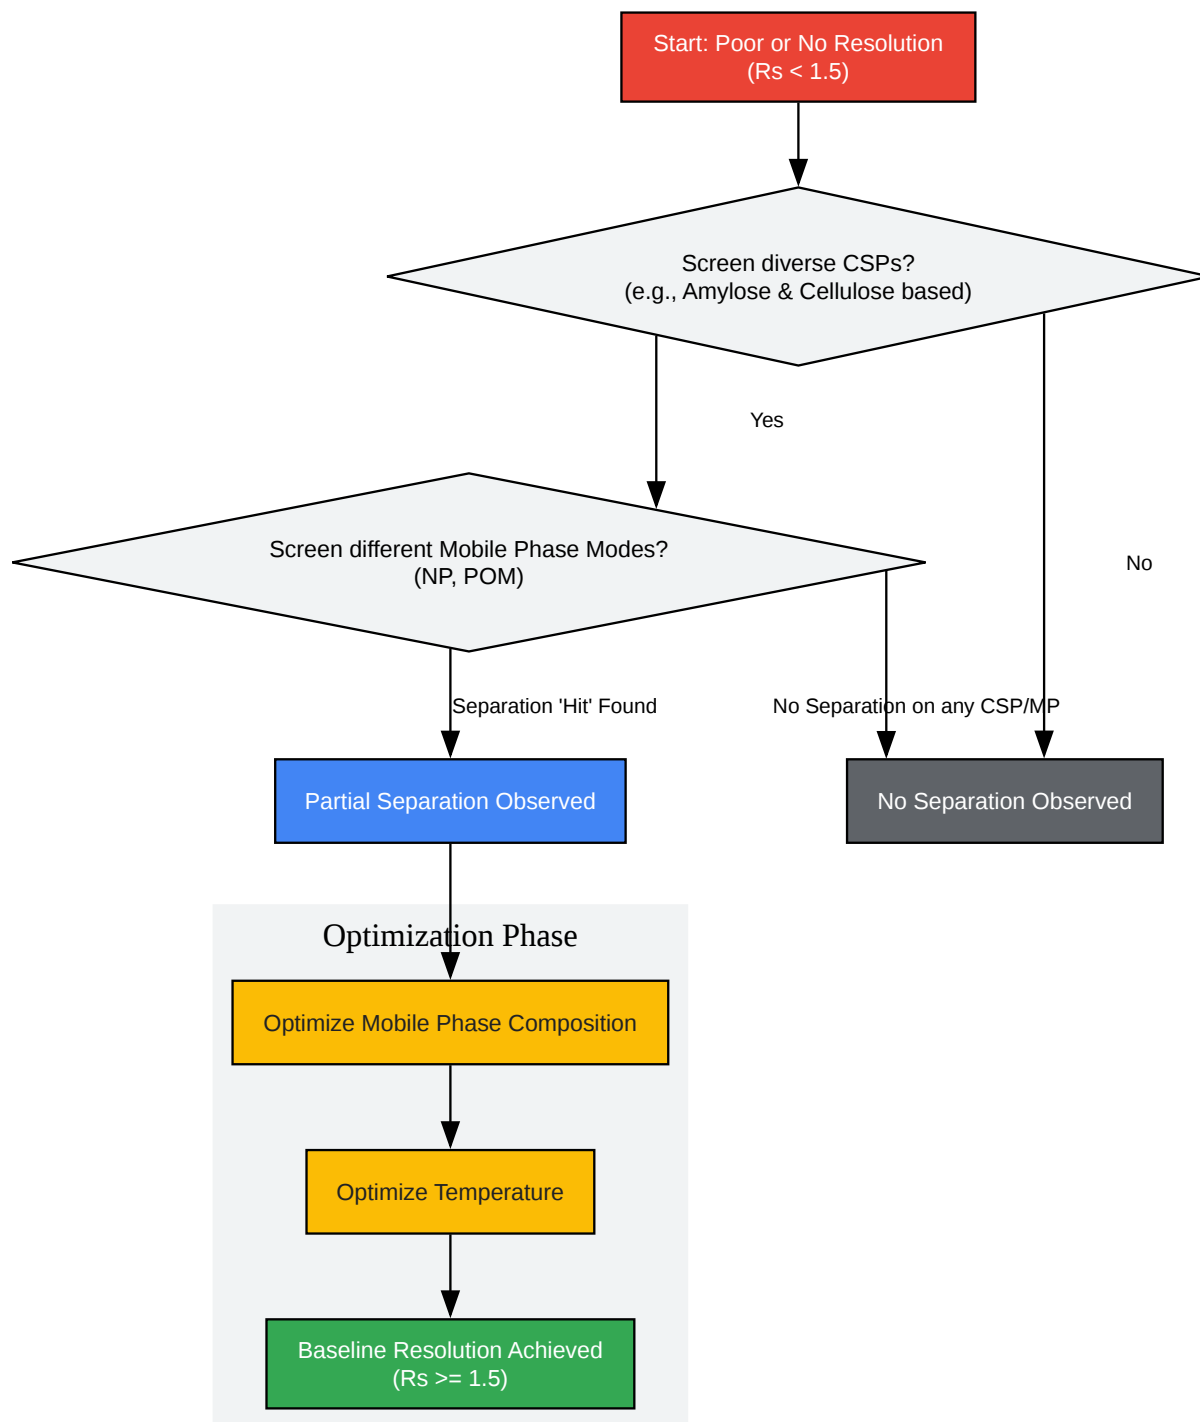 Start: Poor or No Resolution
(Rs < 1.5)
Screen diverse CSPs?
(e.g., Amylose & Cellulose based)
Yes
Screen different Mobile Phase Modes?
(NP, POM)
No
Separation 'Hit' Found
No Separation on any CSP/MP
Partial Separation Observed
No Separation Observed
Optimization Phase
Optimize Mobile Phase Composition
Optimize Temperature
Baseline Resolution Achieved
(Rs >= 1.5)